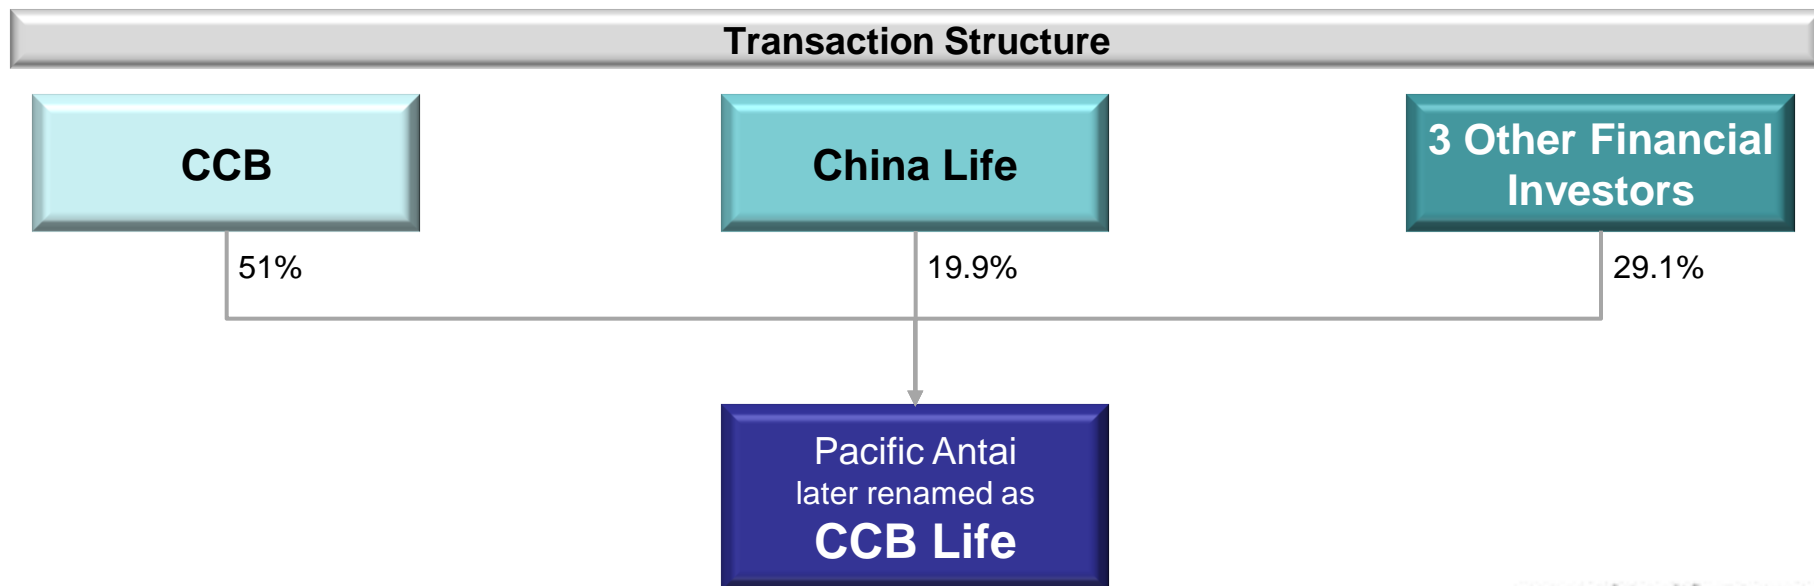 Transaction Structure
CCB
China Life
3 Other Financial
Investors
51%
19.9%
29.1%
Pacific Antai
later renamed as
CCB Life